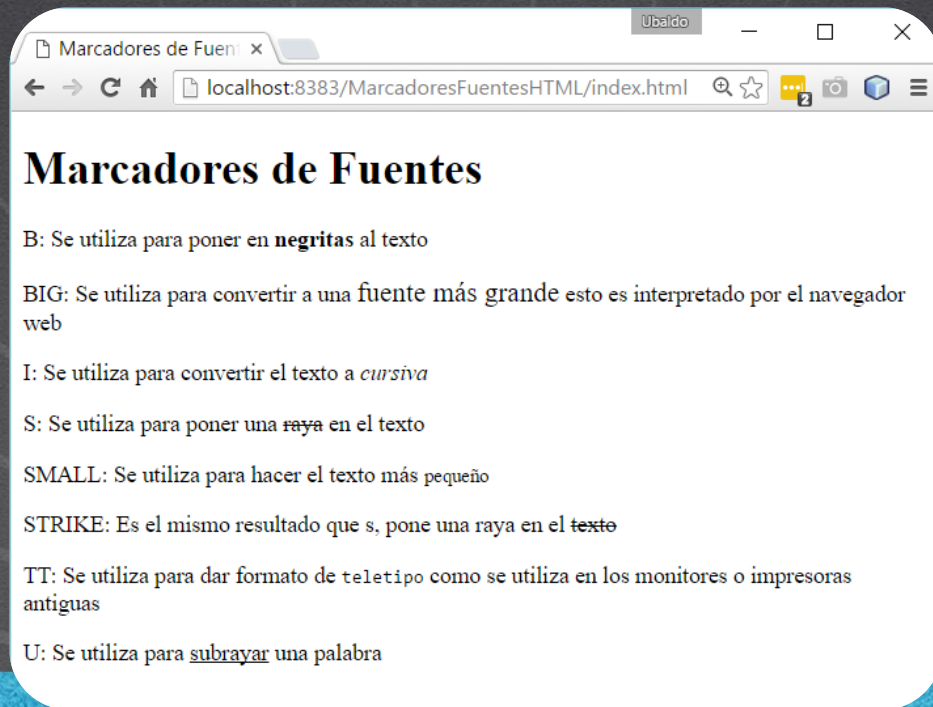 Ubaldo
Marcadores de Fuent
localhost:8383/MarcadoresFuentesHTML/index.html
2
Marcadores de Fuentes
B: Se utiliza para poner en negritas al texto
BIG: Se utiliza para convertir a una fuente más grande esto es interpretado por el navegador
web
I: Se utiliza para convertir el texto a cursiva
S: Se utiliza para poner una raya en el texto
SMALL: Se utiliza para hacer el texto más pequeño
STRIKE: Es el mismo resultado que s, pone una raya en el texto
TT: Se utiliza para dar formato de teletipo como se utiliza en los monitores o impresoras
antiguas
U: Se utiliza para subrayar una palabra